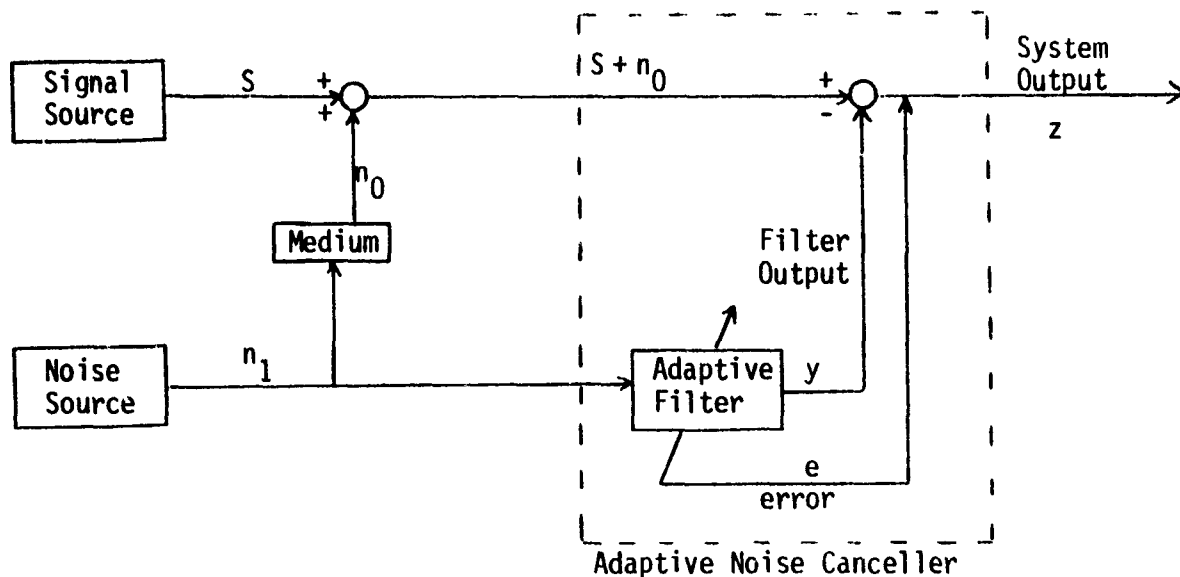 Signal
Source
S
+
+
n0
S + n0
+
-
System
Output
z
Medium
Filter
Output
Noise
Source
n1
Adaptive
Filter
y
e
error
Adaptive Noise Canceller